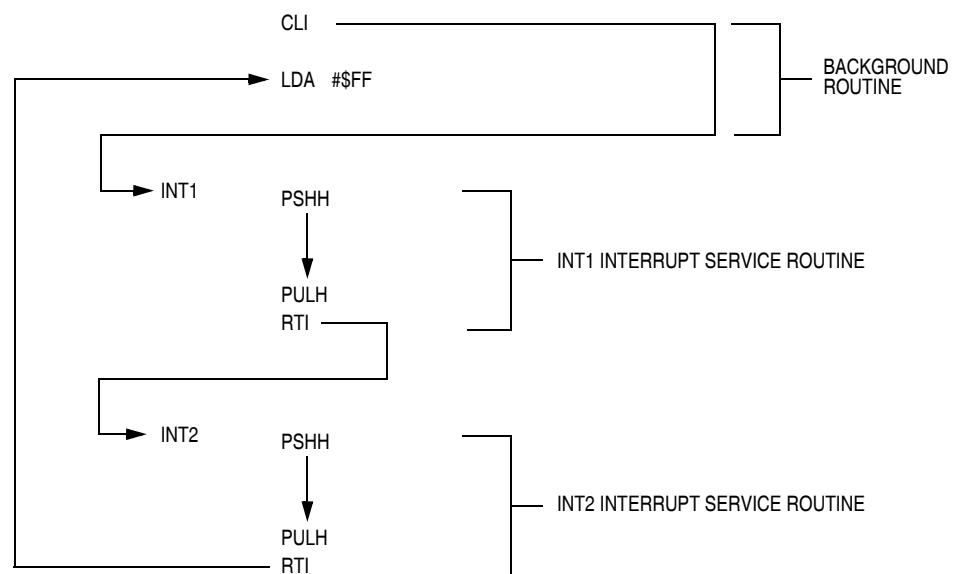 CLI
LDA #$FF
BACKGROUND
ROUTINE
INT1
PSHH
INT1 INTERRUPT SERVICE ROUTINE
PULH
RTI
INT2
PSHH
INT2 INTERRUPT SERVICE ROUTINE
PULH
RTI